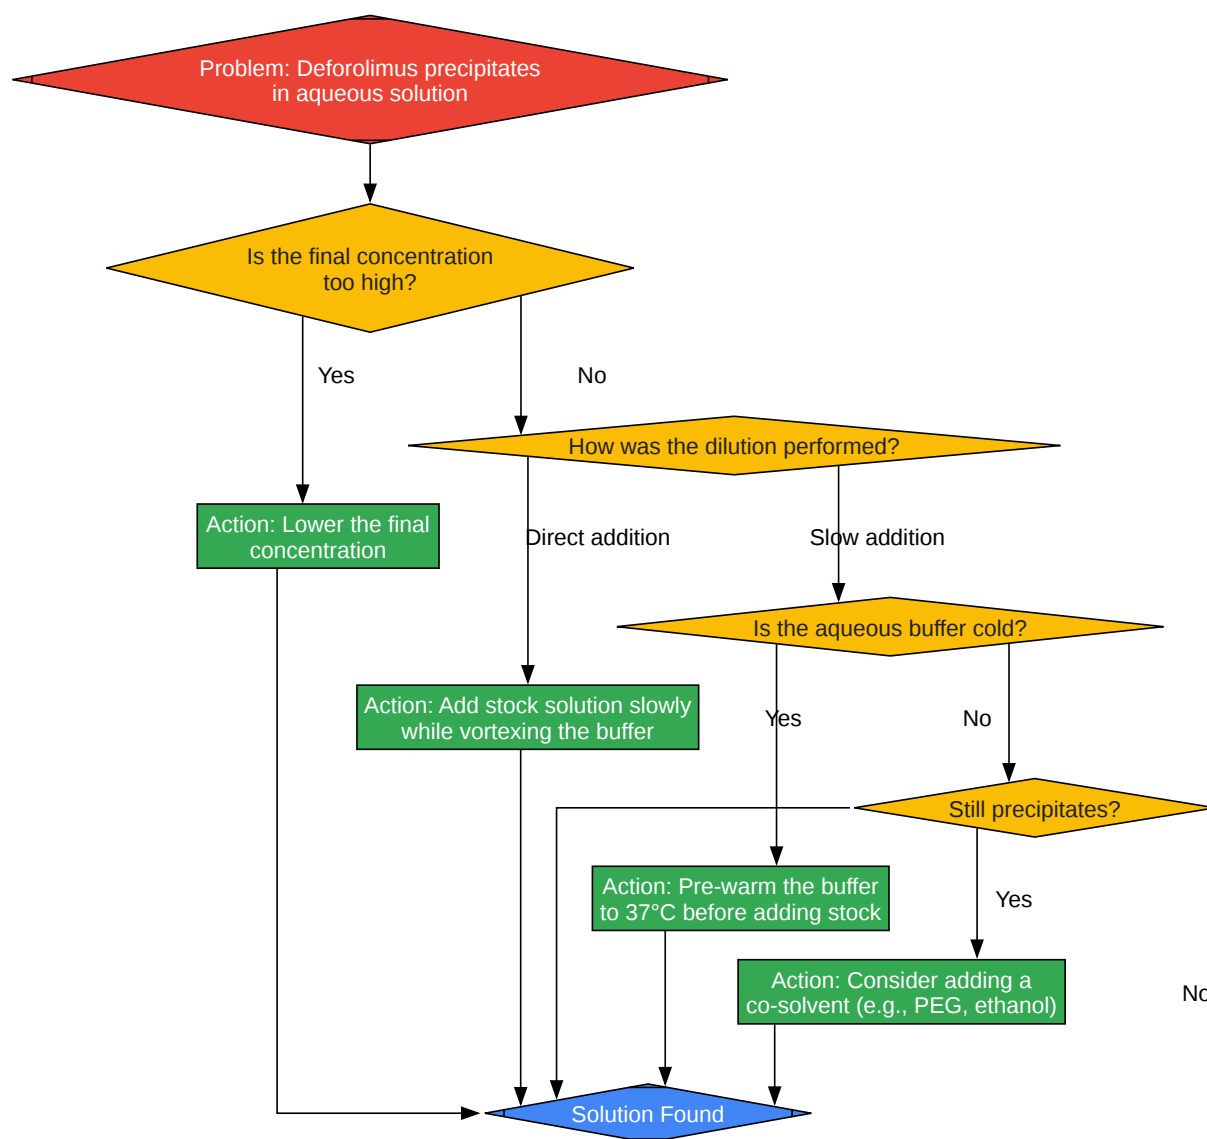 Problem: Deforolimus precipitates
in aqueous solution
Is the final concentration
too high?
Yes
No
How was the dilution performed?
Action: Lower the final
concentration
Direct addition
Slow addition
Is the aqueous buffer cold?
Action: Add stock solution slowly
while vortexing the buffer
Yes
No
Still precipitates?
Action: Pre-warm the buffer
to 37°C before adding stock
Yes
Action: Consider adding a
co-solvent (e.g., PEG, ethanol)
No
Solution Found